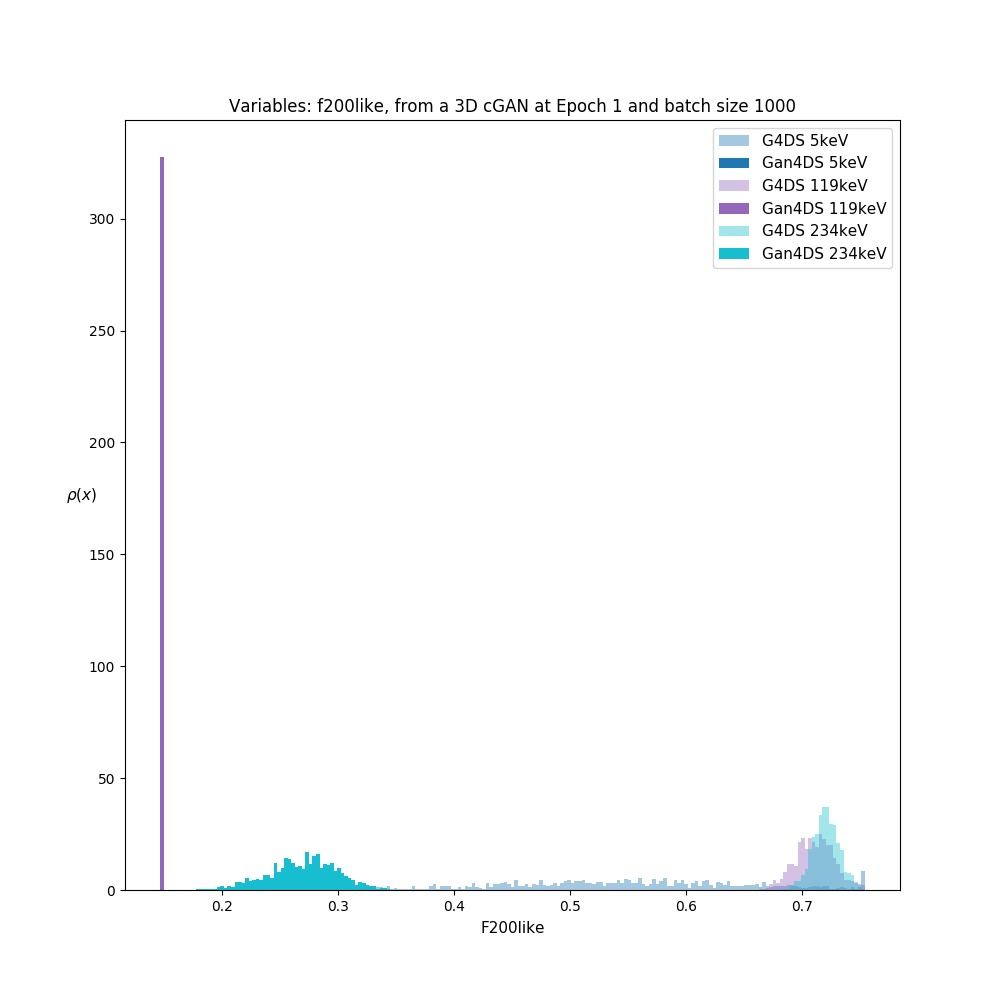 Variables: f200like, from a 3D cGAN at Epoch 1 and batch size 1000
G4DS 5keV
Gan4DS 5keV
G4DS 119keV
Gan4DS 119keV
G4DS 234keV
Gan4DS 234keV
300
250
200
ρ(x)
150
100
50
0
0.2 0.3 0.4 0.5 0.6 0.7
F200like